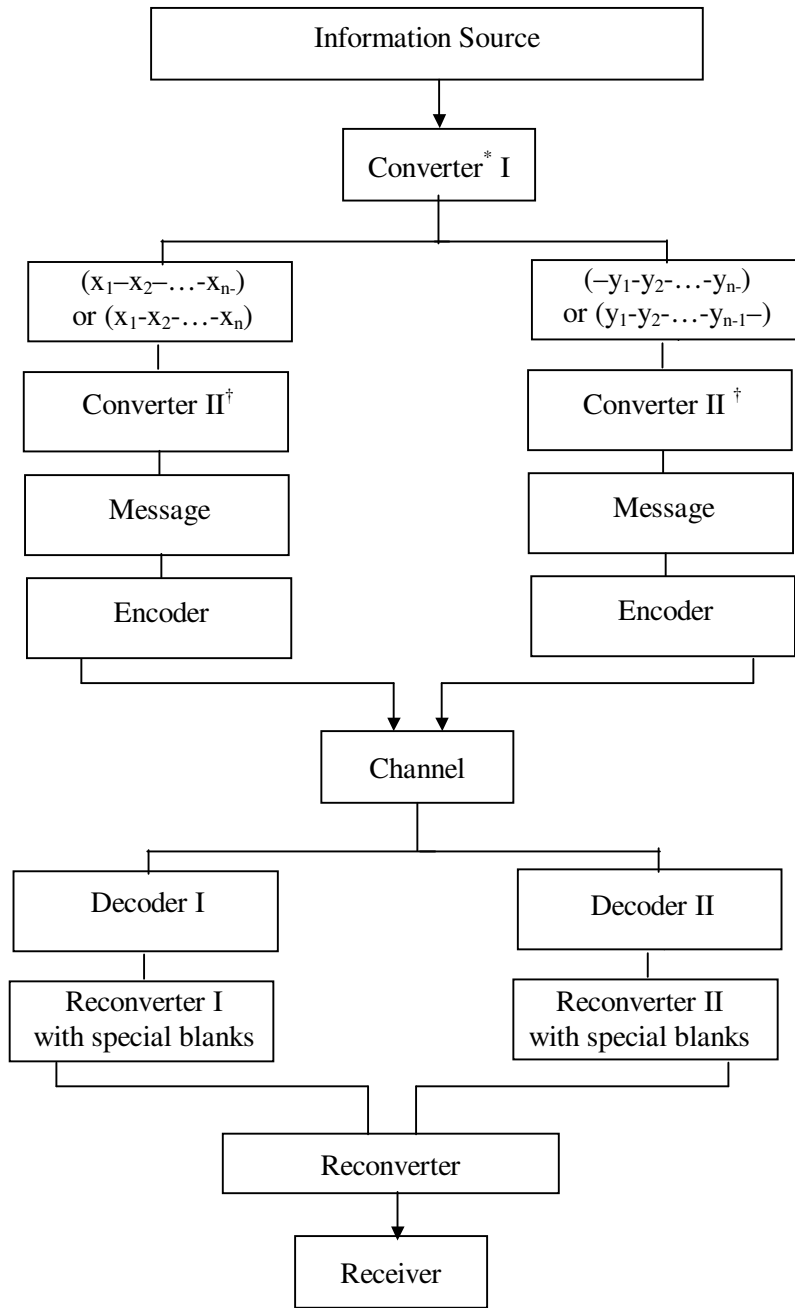 Information Source
Converter* I
(x₁–x₂–…-xₙ-)
or (x₁-x₂-…-xₙ)
(–y₁-y₂-…-yₙ-)
or (y₁-y₂-…-yₙ₋₁–)
Converter II†
Converter II †
Message
Message
Encoder
Encoder
Channel
Decoder I
Decoder II
Reconverter I
with special blanks
Reconverter II
with special blanks
Reconverter
Receiver